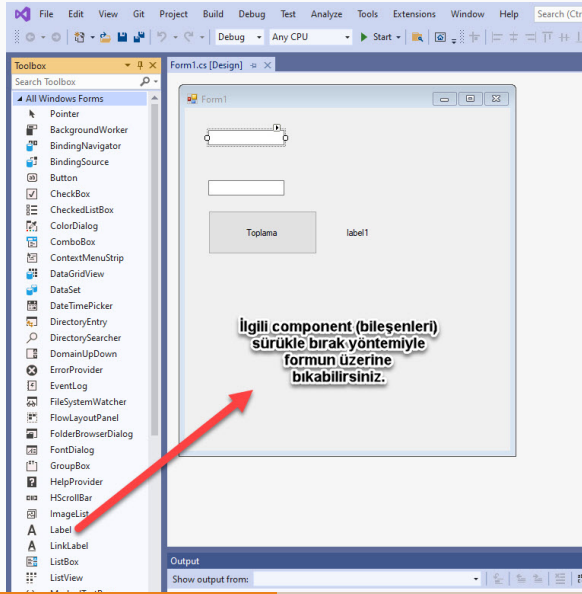 File Edit View Git Project Build Debug Test Analyze Tools Extensions Window Help Search (Ctr
Debug Any CPU Start
Toolbox
Form1.cs [Design]
Search Toolbox
All Windows Forms
Form1
Pointer
BackgroundWorker
BindingNavigator
BindingSource
Button
CheckBox
CheckedListBox
ColorDialog
Toplama
label1
ComboBox
ContextMenuStrip
DataGridView
DataSet
DateTimePicker
DirectoryEntry
DirectorySearcher
DomainUpDown
ErrorProvider
EventLog
FileSystemWatcher
FlowLayoutPanel
FolderBrowserDialog
FontDialog
GroupBox
HelpProvider
HScrollBar
ImageList
Label
LinkLabel
ListBox
ListView
İlgili component (bileşenleri)
sürükle bırak yöntemiyle
formun üzerine
bıkabilirsiniz.
Output
Show output from: